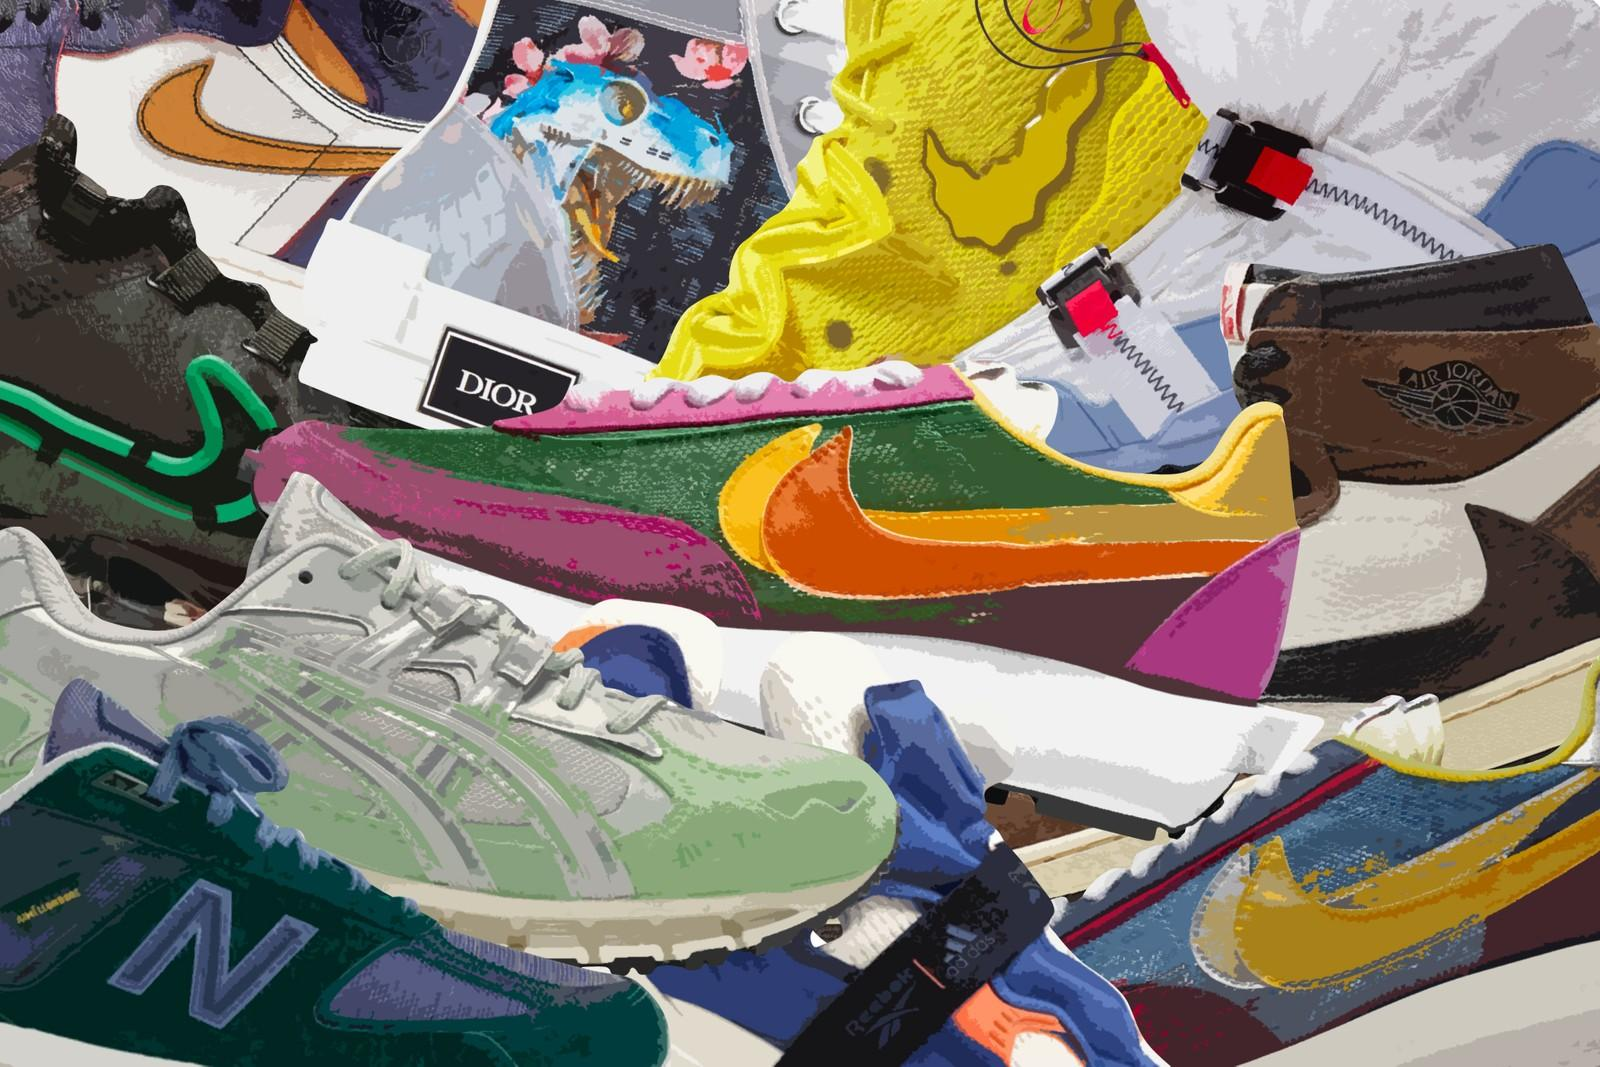 DIOR
AIR JORDAN
N
adidas
Reebok